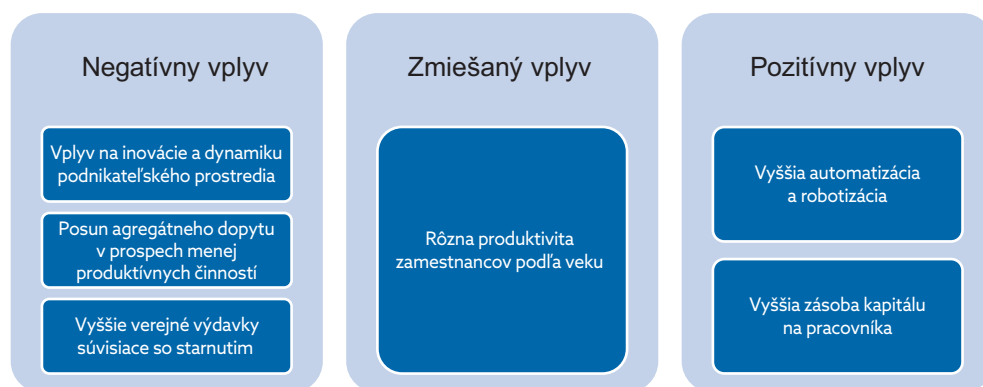 Negatívny vplyv
Vplyv na inovácie a dynamiku
podnikateľského prostredia
Posun agregátneho dopytu
v prospech menej
produktívnych činností
Vyššie verejné výdavky
súvisiace so starnutim
Zmiešaný vplyv
Rôzna produktivita
zamestnancov podľa veku
Pozitívny vplyv
Vyššia automatizácia
a robotizácia
Vyššia zásoba kapitálu
na pracovníka